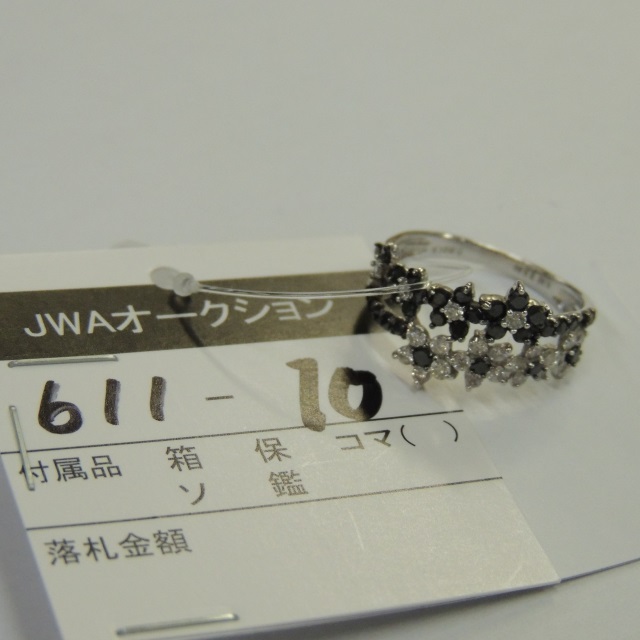 JWAオークション
611-10
付属品 箱 保 コマ( )
ソ 鑑
落札金額